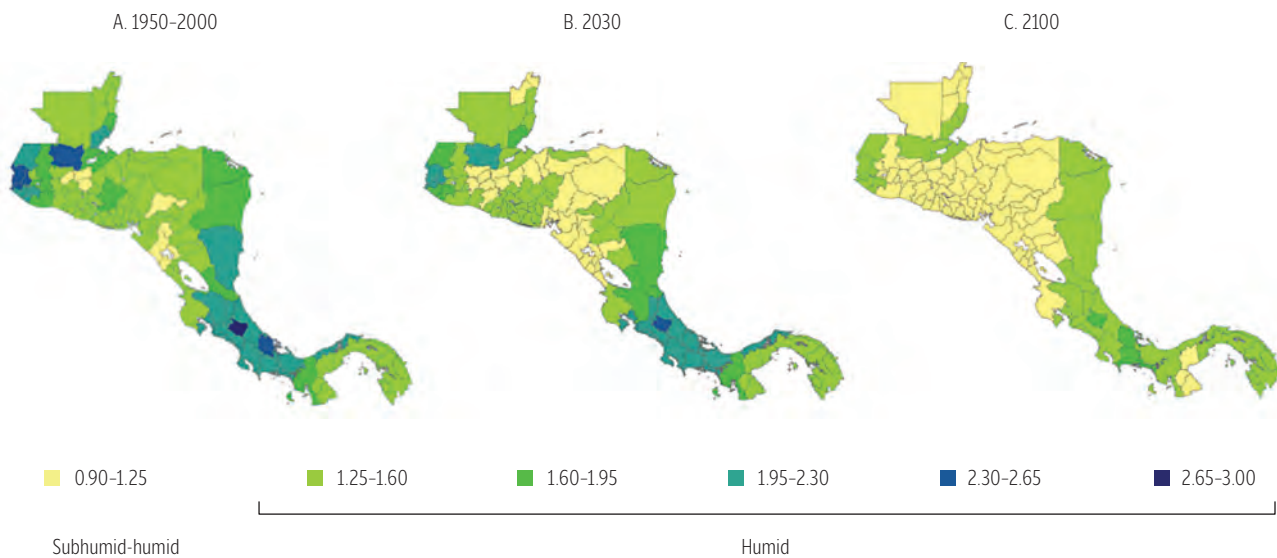 A. 1950–2000 B. 2030 C. 2100
0.90–1.25 1.25–1.60 1.60–1.95 1.95–2.30 2.30–2.65 2.65–3.00
Subhumid-humid Humid